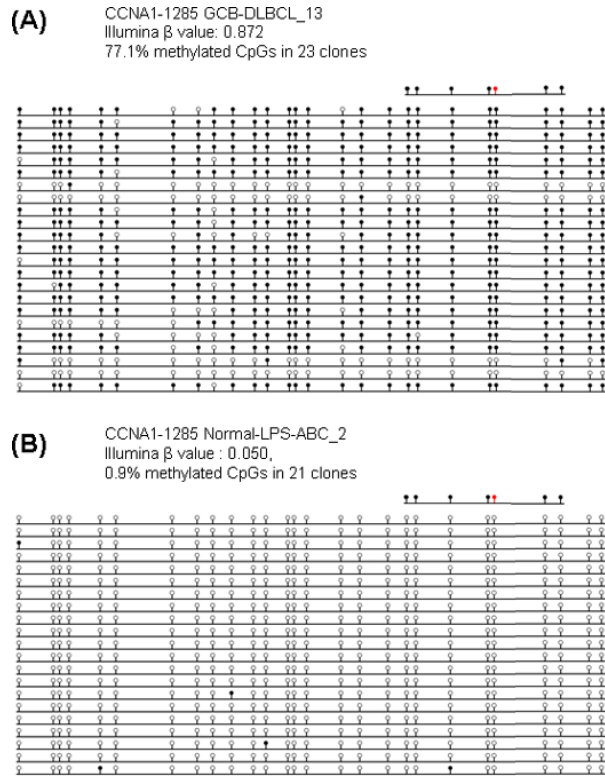 (A)
CCNA1-1285 GCB-DLBCL_13
Illumina β value: 0.872
77.1% methylated CpGs in 23 clones
(B)
CCNA1-1285 Normal-LPS-ABC_2
Illumina β value : 0.050,
0.9% methylated CpGs in 21 clones